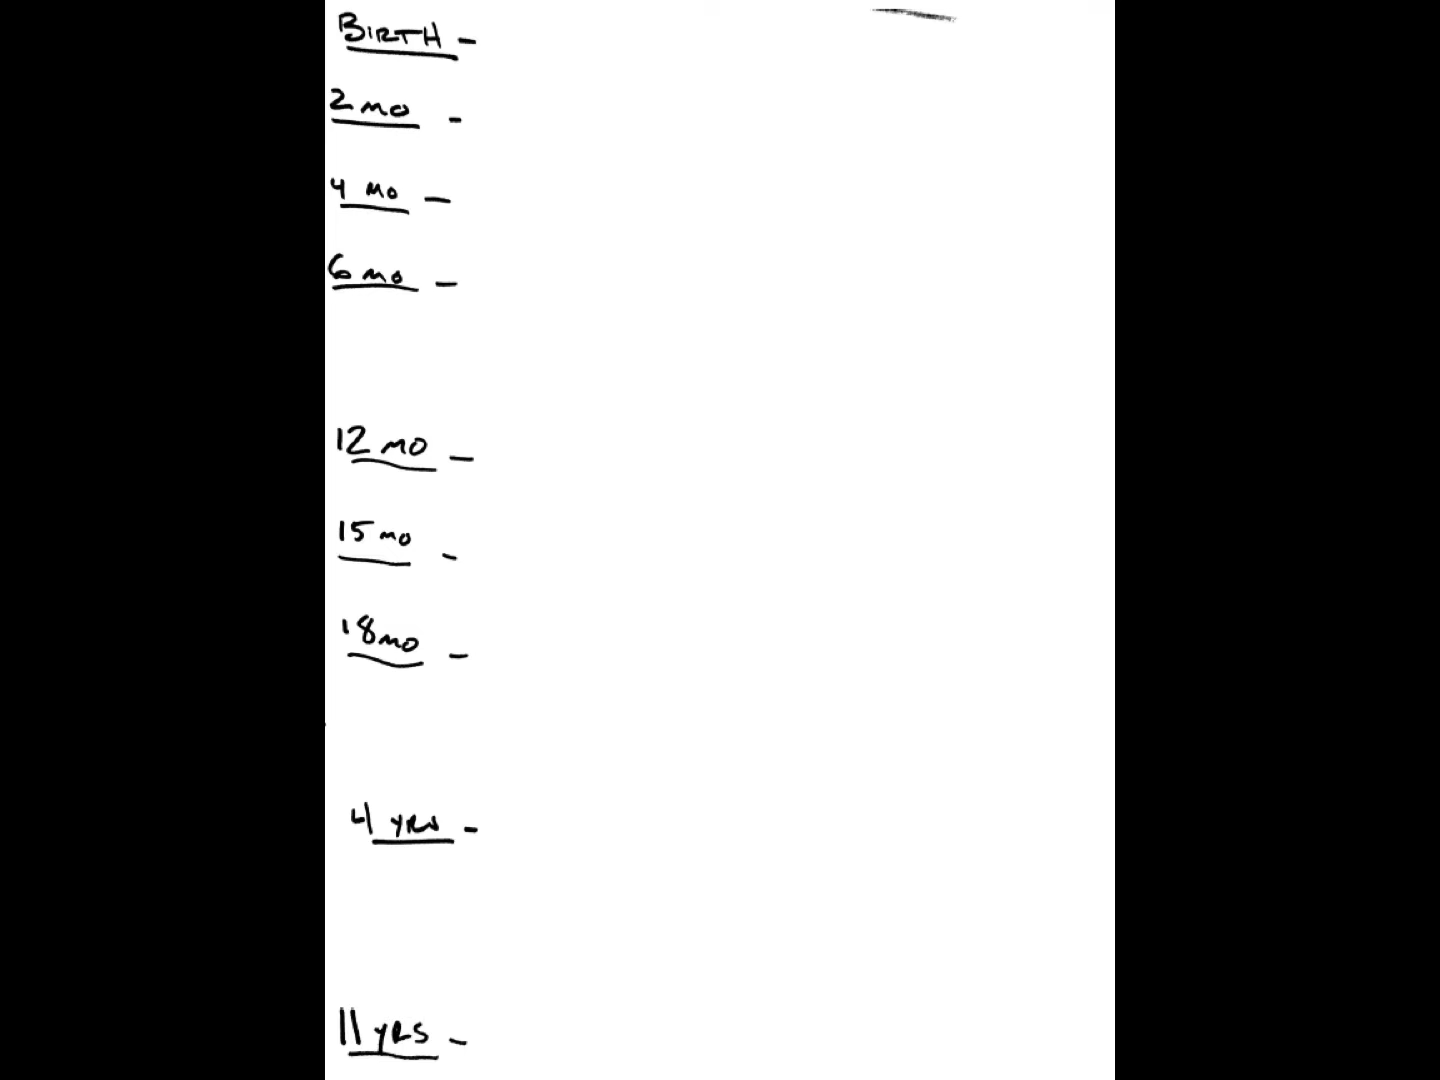 BIRTH -
2 mo -
4 mo -
6 mo -
12 mo -
15 mo -
18 mo -
4 yrs -
11 yrs -